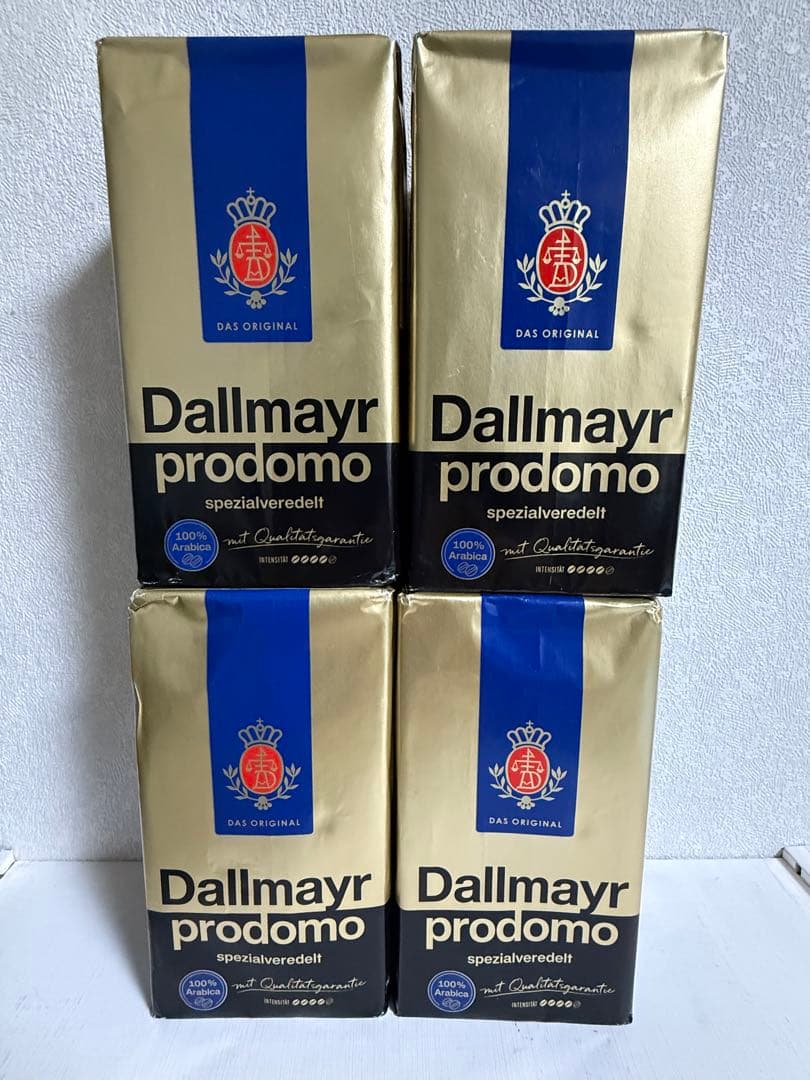 DAS ORIGINAL
Dallmayr
prodomo
spezialveredelt
100%
Arabica
mit Qualitätsgarantie
INTENSITÄT
DAS ORIGINAL
Dallmayr
prodomo
spezialveredelt
100%
Arabica
mit Qualitätsgarantie
INTENSITÄT
DAS ORIGINAL
Dallmayr
prodomo
spezialveredelt
100%
Arabica
mit Qualitätsgarantie
INTENSITÄT
DAS ORIGINAL
Dallmayr
prodomo
spezialveredelt
100%
Arabica
mit Qualitätsgarantie
INTENSITÄT